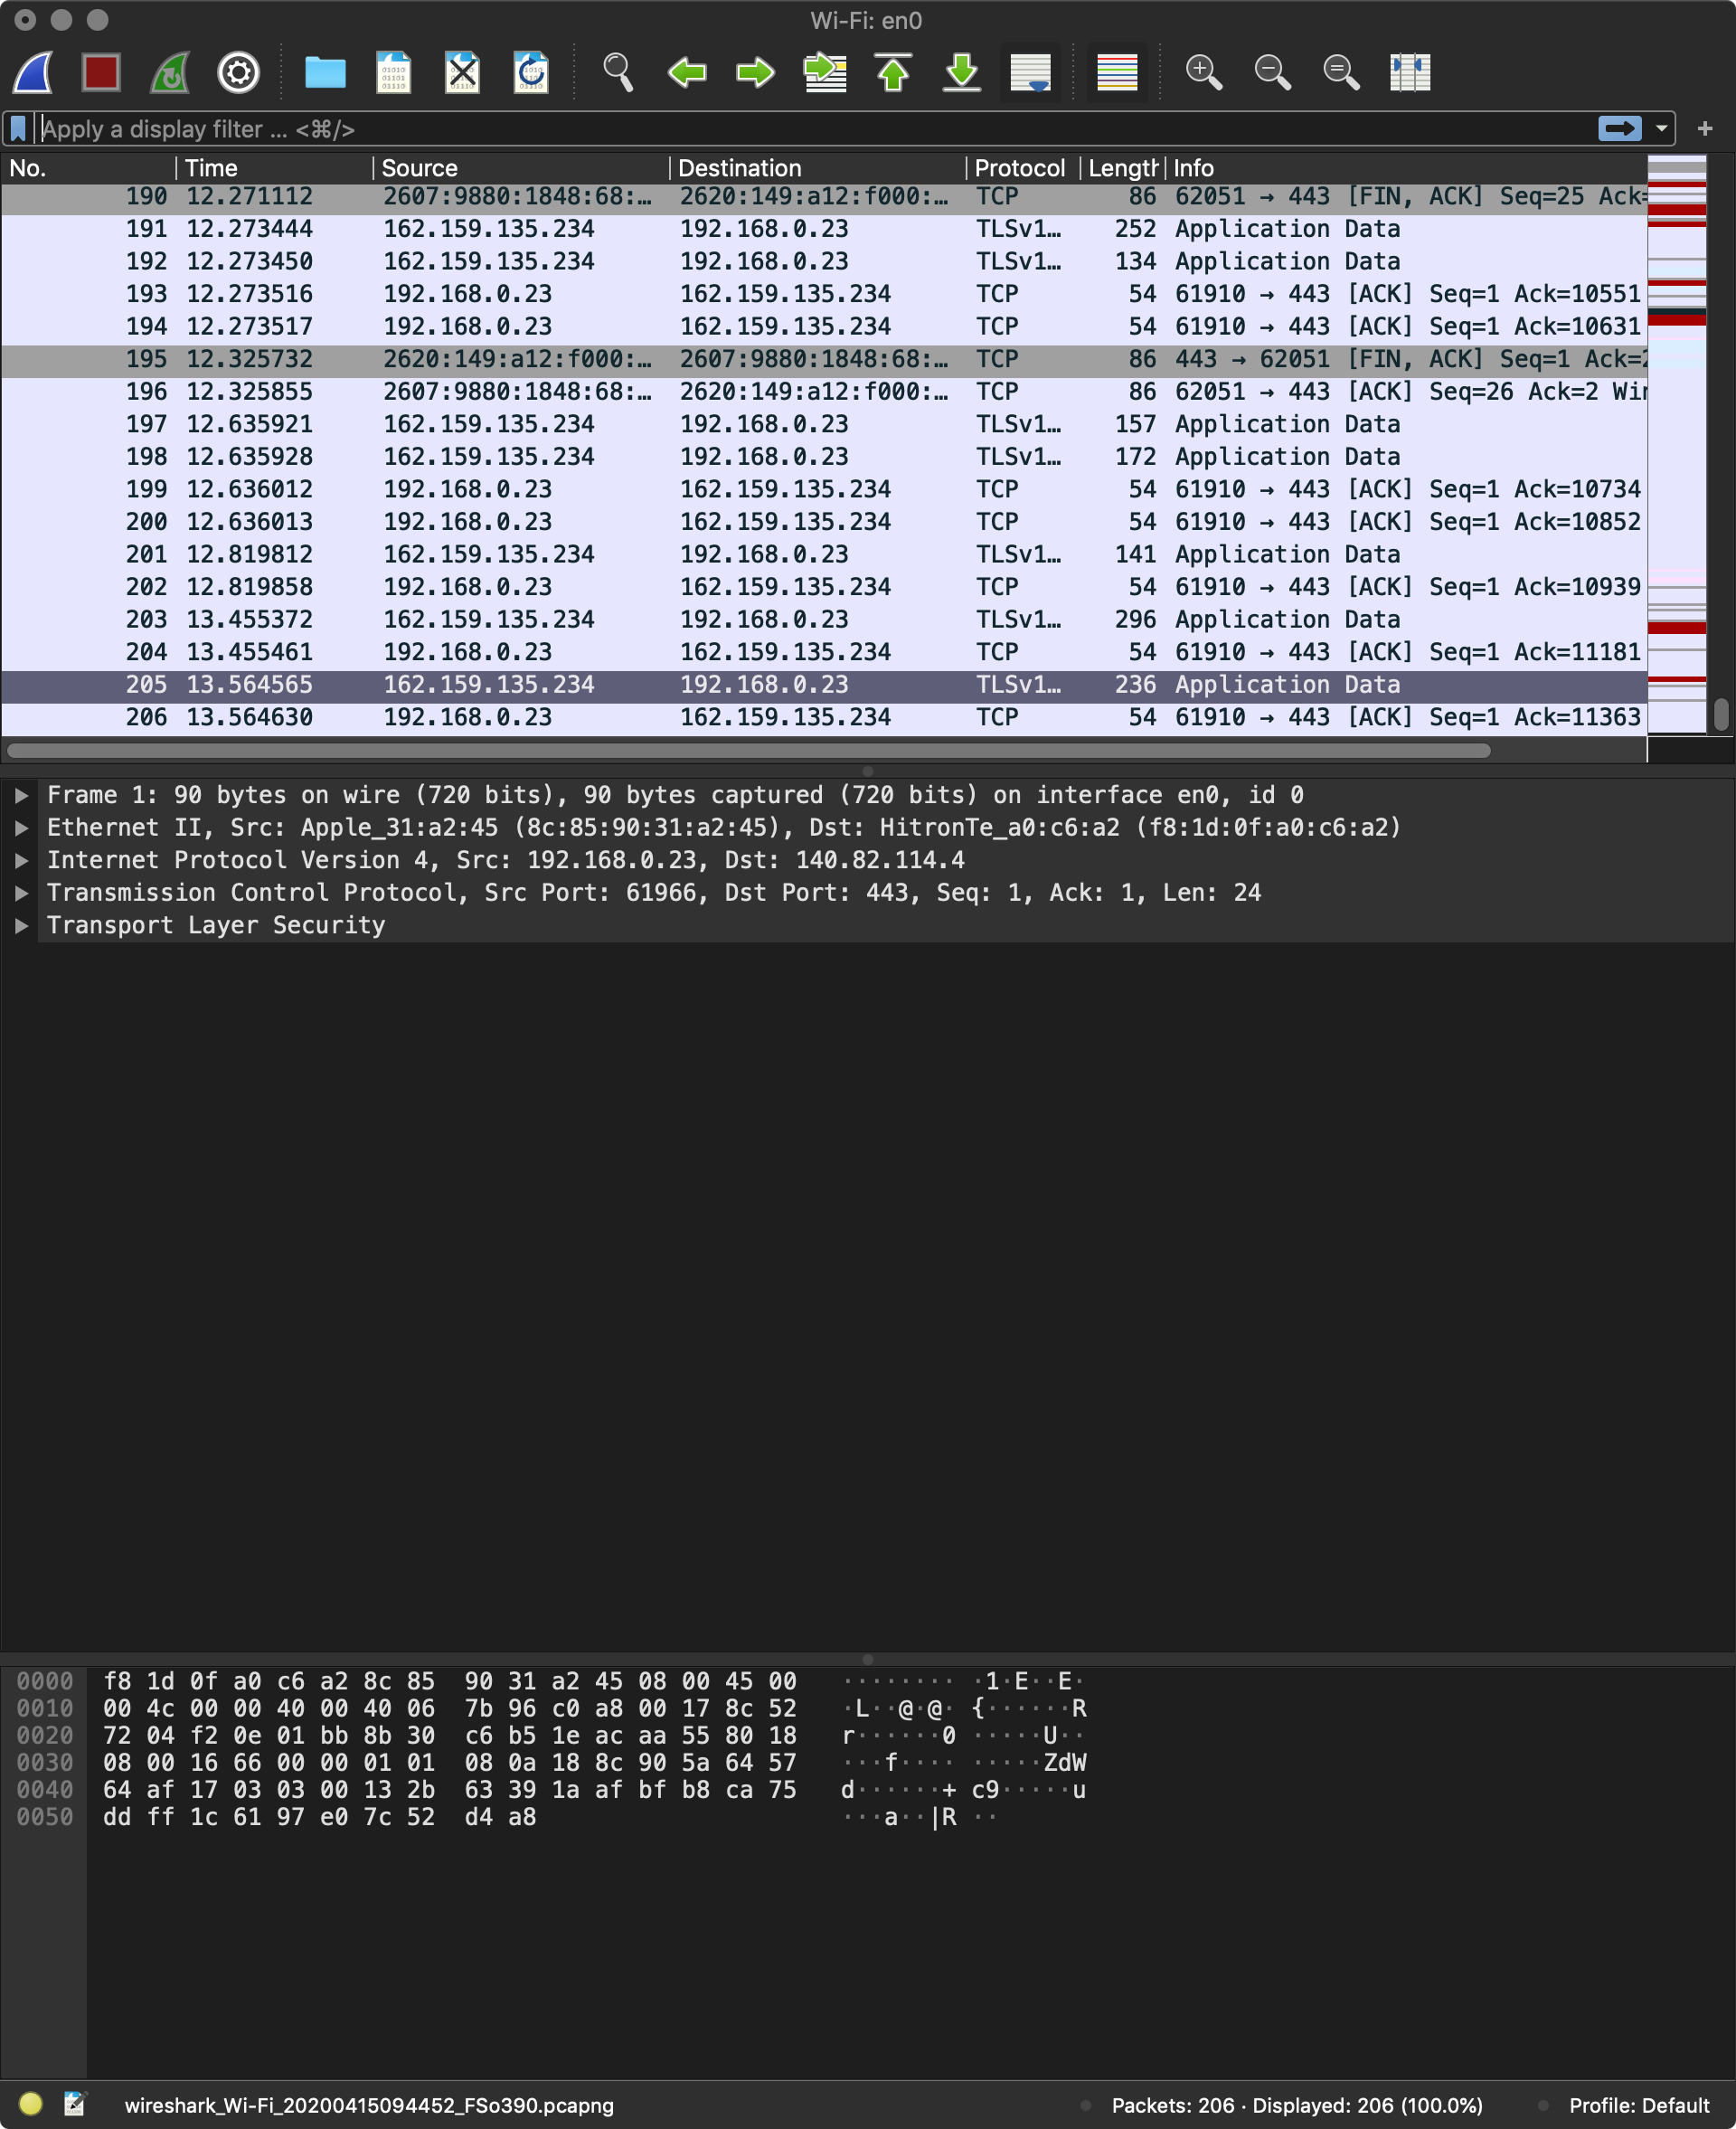 Wi-Fi: en0
Apply a display filter ... <⌘/>
No. Time Source Destination Protocol Length Info
190 12.271112 2607:9880:1848:68:… 2620:149:a12:f000:… TCP 86 62051 → 443 [FIN, ACK] Seq=25 Ack=
191 12.273444 162.159.135.234 192.168.0.23 TLSv1… 252 Application Data
192 12.273450 162.159.135.234 192.168.0.23 TLSv1… 134 Application Data
193 12.273516 192.168.0.23 162.159.135.234 TCP 54 61910 → 443 [ACK] Seq=1 Ack=10551
194 12.273517 192.168.0.23 162.159.135.234 TCP 54 61910 → 443 [ACK] Seq=1 Ack=10631
195 12.325732 2620:149:a12:f000:… 2607:9880:1848:68:… TCP 86 443 → 62051 [FIN, ACK] Seq=1 Ack=2
196 12.325855 2607:9880:1848:68:… 2620:149:a12:f000:… TCP 86 62051 → 443 [ACK] Seq=26 Ack=2 Win
197 12.635921 162.159.135.234 192.168.0.23 TLSv1… 157 Application Data
198 12.635928 162.159.135.234 192.168.0.23 TLSv1… 172 Application Data
199 12.636012 192.168.0.23 162.159.135.234 TCP 54 61910 → 443 [ACK] Seq=1 Ack=10734
200 12.636013 192.168.0.23 162.159.135.234 TCP 54 61910 → 443 [ACK] Seq=1 Ack=10852
201 12.819812 162.159.135.234 192.168.0.23 TLSv1… 141 Application Data
202 12.819858 192.168.0.23 162.159.135.234 TCP 54 61910 → 443 [ACK] Seq=1 Ack=10939
203 13.455372 162.159.135.234 192.168.0.23 TLSv1… 296 Application Data
204 13.455461 192.168.0.23 162.159.135.234 TCP 54 61910 → 443 [ACK] Seq=1 Ack=11181
205 13.564565 162.159.135.234 192.168.0.23 TLSv1… 236 Application Data
206 13.564630 192.168.0.23 162.159.135.234 TCP 54 61910 → 443 [ACK] Seq=1 Ack=11363
Frame 1: 90 bytes on wire (720 bits), 90 bytes captured (720 bits) on interface en0, id 0
Ethernet II, Src: Apple_31:a2:45 (8c:85:90:31:a2:45), Dst: HitronTe_a0:c6:a2 (f8:1d:0f:a0:c6:a2)
Internet Protocol Version 4, Src: 192.168.0.23, Dst: 140.82.114.4
Transmission Control Protocol, Src Port: 61966, Dst Port: 443, Seq: 1, Ack: 1, Len: 24
Transport Layer Security
0000 f8 1d 0f a0 c6 a2 8c 85 90 31 a2 45 08 00 45 00 ········ ·1·E··E·
0010 00 4c 00 00 40 00 40 06 7b 96 c0 a8 00 17 8c 52 ·L··@·@· {······R
0020 72 04 f2 0e 01 bb 8b 30 c6 b5 1e ac aa 55 80 18 r······0 ·····U··
0030 08 00 16 66 00 00 01 01 08 0a 18 8c 90 5a 64 57 ···f···· ·····ZdW
0040 64 af 17 03 03 00 13 2b 63 39 1a af bf b8 ca 75 d······+ c9·····u
0050 dd ff 1c 61 97 e0 7c 52 d4 a8 ···a··|R ··
wireshark_Wi-Fi_20200415094452_FSo390.pcapng Packets: 206 · Displayed: 206 (100.0%) Profile: Default